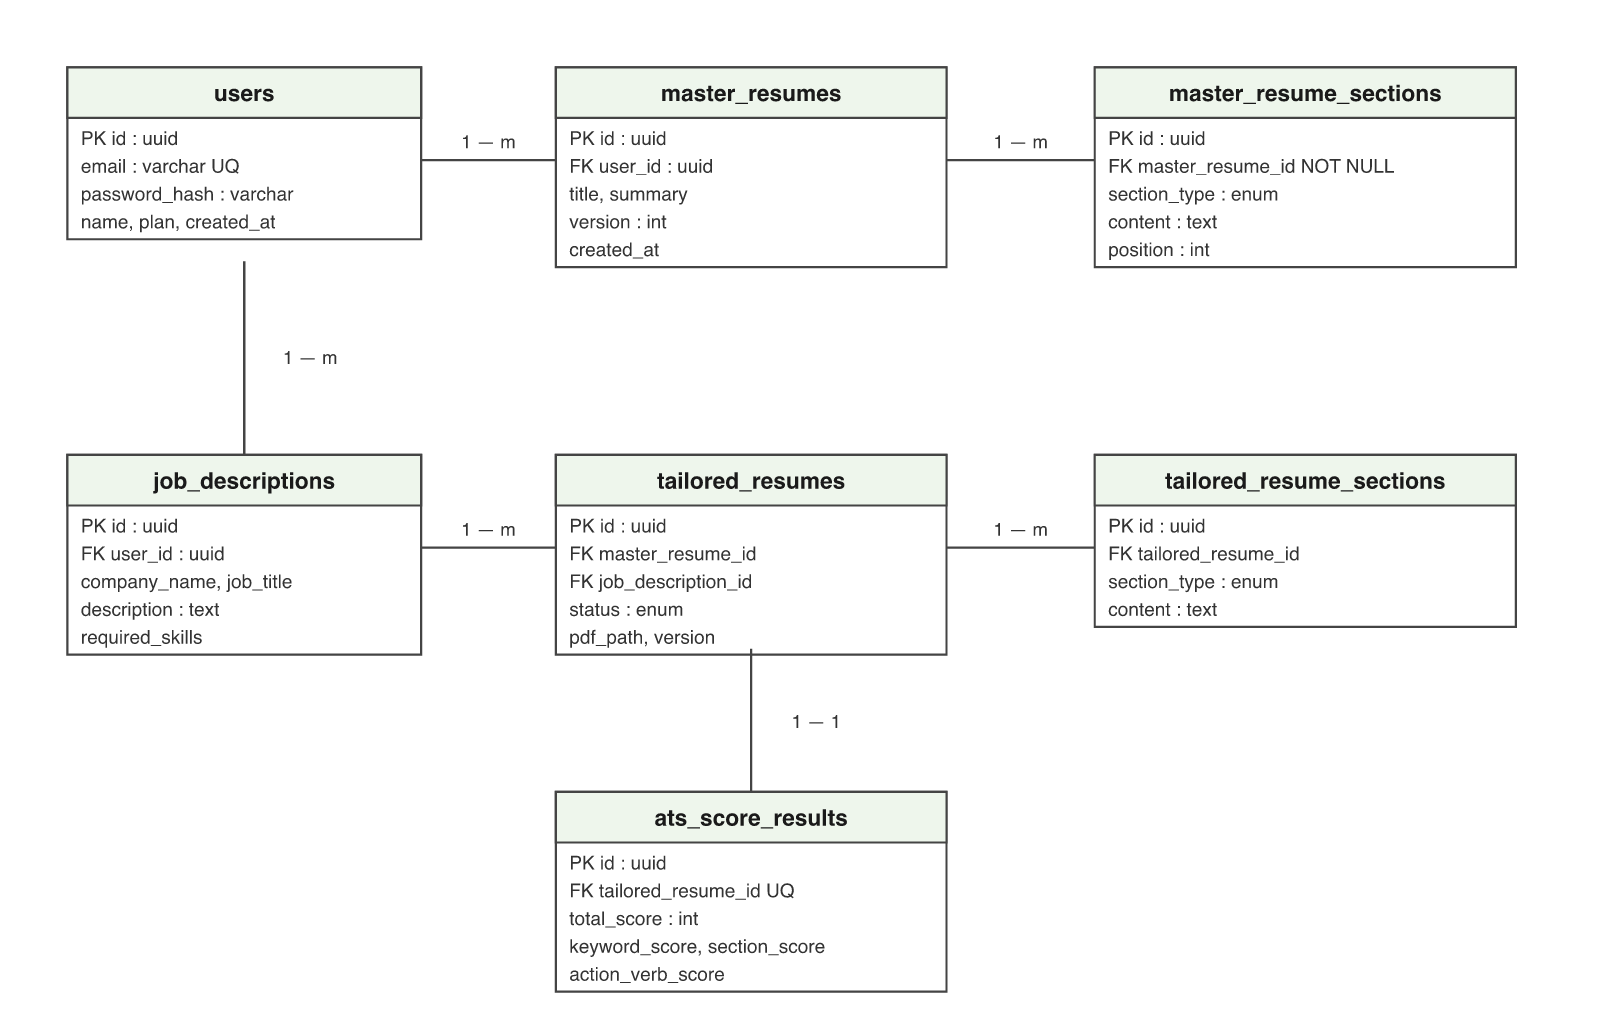 users
PK id : uuid
email : varchar UQ
password_hash : varchar
name, plan, created_at
1 — m
master_resumes
PK id : uuid
FK user_id : uuid
title, summary
version : int
created_at
1 — m
master_resume_sections
PK id : uuid
FK master_resume_id NOT NULL
section_type : enum
content : text
position : int
1 — m
job_descriptions
PK id : uuid
FK user_id : uuid
company_name, job_title
description : text
required_skills
1 — m
tailored_resumes
PK id : uuid
FK master_resume_id
FK job_description_id
status : enum
pdf_path, version
1 — m
tailored_resume_sections
PK id : uuid
FK tailored_resume_id
section_type : enum
content : text
1 — 1
ats_score_results
PK id : uuid
FK tailored_resume_id UQ
total_score : int
keyword_score, section_score
action_verb_score